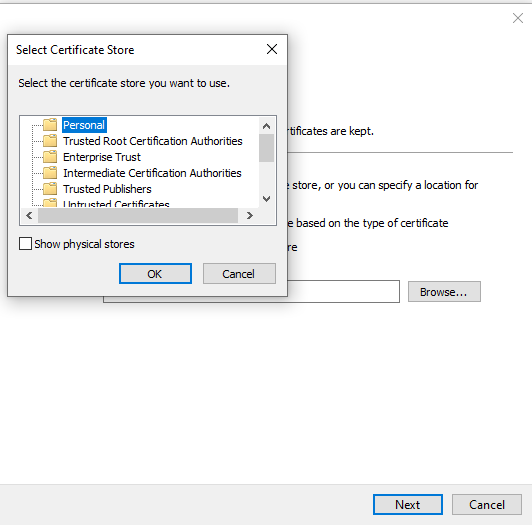 Select Certificate Store
Select the certificate store you want to use.
Personal
Trusted Root Certification Authorities
Enterprise Trust
Intermediate Certification Authorities
Trusted Publishers
Untrusted Certificates
Show physical stores
OK
Cancel
rtificates are kept.
e store, or you can specify a location for
e based on the type of certificate
re
Browse...
Next
Cancel